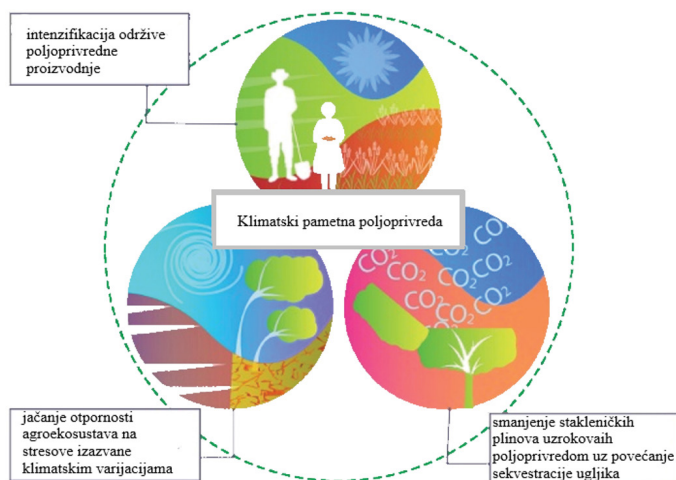 intenzifikacija održive
poljoprivredne
proizvodnje
Klimatski pametna poljoprivreda
CO₂
CO₂
CO₂
CO₂
CO₂
CO₂
CO₂
CO₂
CO₂
jačanje otpornosti
agroekosustava na
stresove izazvane
klimatskim varijacijama
smanjenje stakleničkih
plinova uzrokovaih
poljoprivredom uz povećanje
sekvestracije ugljika